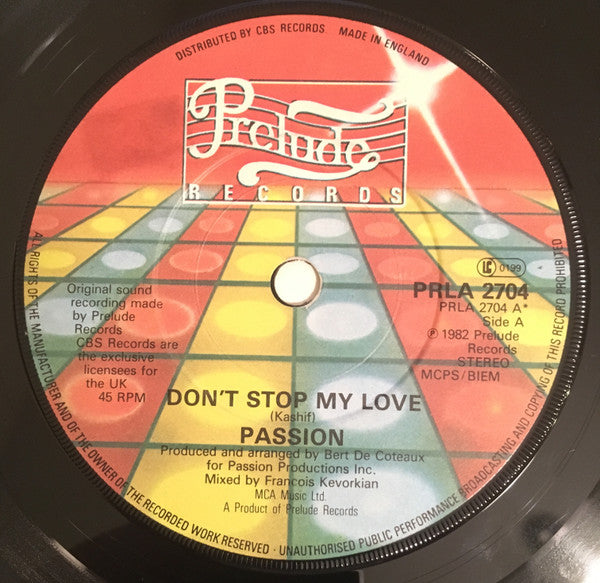 DISTRIBUTED BY CBS RECORDS
MADE IN ENGLAND
Prelude
RECORDS
LC 0199
Original sound
recording made
by Prelude
Records
CBS Records are
the exclusive
licensees for
the UK
45 RPM
PRLA 2704
PRLA 2704 A*
Side A
℗ 1982 Prelude
Records
STEREO
MCPS/BIEM
DON'T STOP MY LOVE
(Kashif)
PASSION
Produced and arranged by Bert De Coteaux
for Passion Productions Inc.
Mixed by Francois Kevorkian
MCA Music Ltd.
A Product of Prelude Records
ALL RIGHTS OF THE MANUFACTURER AND OF THE OWNER OF THE RECORDED WORK RESERVED · UNAUTHORISED PUBLIC PERFORMANCE BROADCASTING AND COPYING OF THIS RECORD PROHIBITED